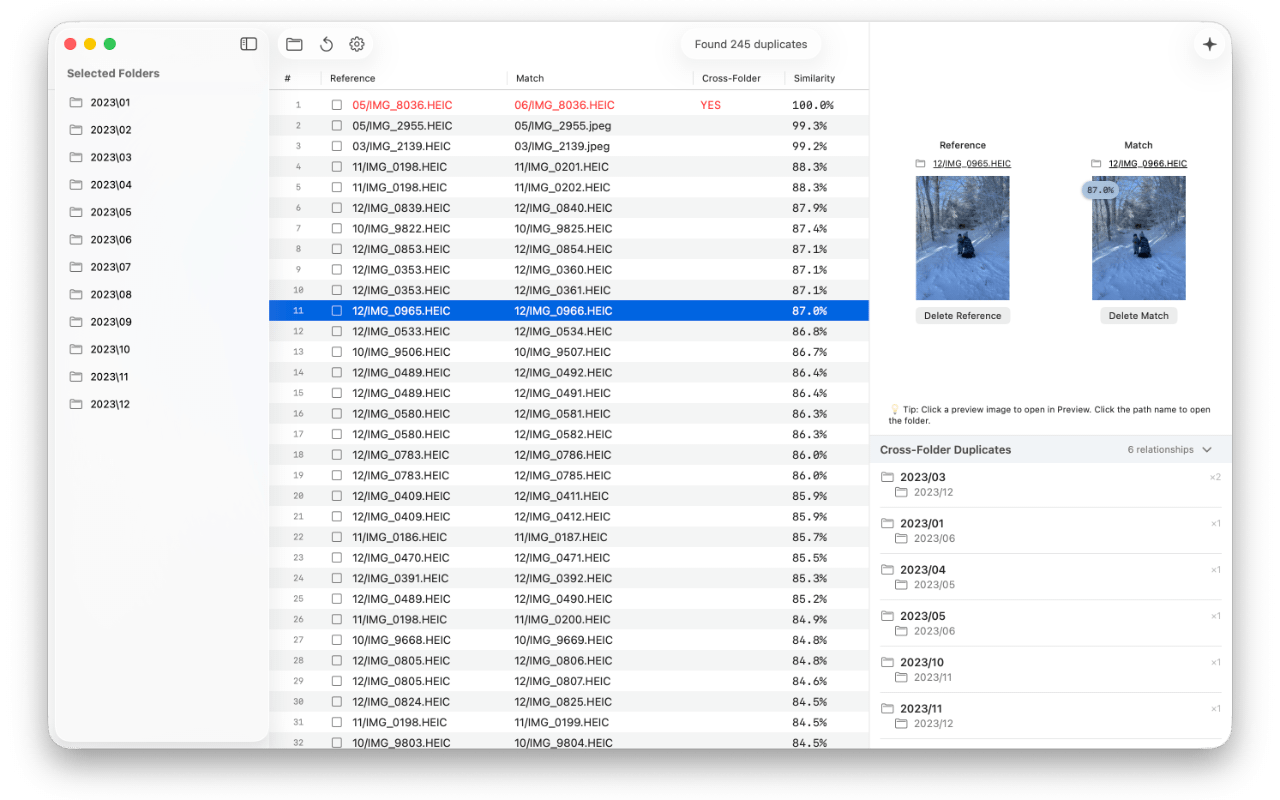 Selected Folders
2023\01
2023\02
2023\03
2023\04
2023\05
2023\06
2023\07
2023\08
2023\09
2023\10
2023\11
2023\12
Found 245 duplicates
# Reference Match Cross-Folder Similarity
1 05/IMG_8036.HEIC 06/IMG_8036.HEIC YES 100.0%
2 05/IMG_2955.HEIC 05/IMG_2955.jpeg 99.3%
3 03/IMG_2139.HEIC 03/IMG_2139.jpeg 99.2%
4 11/IMG_0198.HEIC 11/IMG_0201.HEIC 88.3%
5 11/IMG_0198.HEIC 11/IMG_0202.HEIC 88.3%
6 12/IMG_0839.HEIC 12/IMG_0840.HEIC 87.9%
7 10/IMG_9822.HEIC 10/IMG_9825.HEIC 87.4%
8 12/IMG_0853.HEIC 12/IMG_0854.HEIC 87.1%
9 12/IMG_0353.HEIC 12/IMG_0360.HEIC 87.1%
10 12/IMG_0353.HEIC 12/IMG_0361.HEIC 87.1%
11 12/IMG_0965.HEIC 12/IMG_0966.HEIC 87.0%
12 12/IMG_0533.HEIC 12/IMG_0534.HEIC 86.8%
13 10/IMG_9506.HEIC 10/IMG_9507.HEIC 86.7%
14 12/IMG_0489.HEIC 12/IMG_0492.HEIC 86.4%
15 12/IMG_0489.HEIC 12/IMG_0491.HEIC 86.4%
16 12/IMG_0580.HEIC 12/IMG_0581.HEIC 86.3%
17 12/IMG_0580.HEIC 12/IMG_0582.HEIC 86.3%
18 12/IMG_0783.HEIC 12/IMG_0786.HEIC 86.0%
19 12/IMG_0783.HEIC 12/IMG_0785.HEIC 86.0%
20 12/IMG_0409.HEIC 12/IMG_0411.HEIC 85.9%
21 12/IMG_0409.HEIC 12/IMG_0412.HEIC 85.9%
22 11/IMG_0186.HEIC 11/IMG_0187.HEIC 85.7%
23 12/IMG_0470.HEIC 12/IMG_0471.HEIC 85.5%
24 12/IMG_0391.HEIC 12/IMG_0392.HEIC 85.3%
25 12/IMG_0489.HEIC 12/IMG_0490.HEIC 85.2%
26 11/IMG_0198.HEIC 11/IMG_0200.HEIC 84.9%
27 10/IMG_9668.HEIC 10/IMG_9669.HEIC 84.8%
28 12/IMG_0805.HEIC 12/IMG_0806.HEIC 84.8%
29 12/IMG_0805.HEIC 12/IMG_0807.HEIC 84.6%
30 12/IMG_0824.HEIC 12/IMG_0825.HEIC 84.5%
31 11/IMG_0198.HEIC 11/IMG_0199.HEIC 84.5%
32 10/IMG_9803.HEIC 10/IMG_9804.HEIC 84.5%
Reference Match
12/IMG_0965.HEIC 12/IMG_0966.HEIC
87.0%
Delete Reference Delete Match
Tip: Click a preview image to open in Preview. Click the path name to open
the folder.
Cross-Folder Duplicates 6 relationships
2023/03 ×2
2023/12
2023/01 ×1
2023/06
2023/04 ×1
2023/05
2023/05 ×1
2023/06
2023/10 ×1
2023/11
2023/11 ×1
2023/12